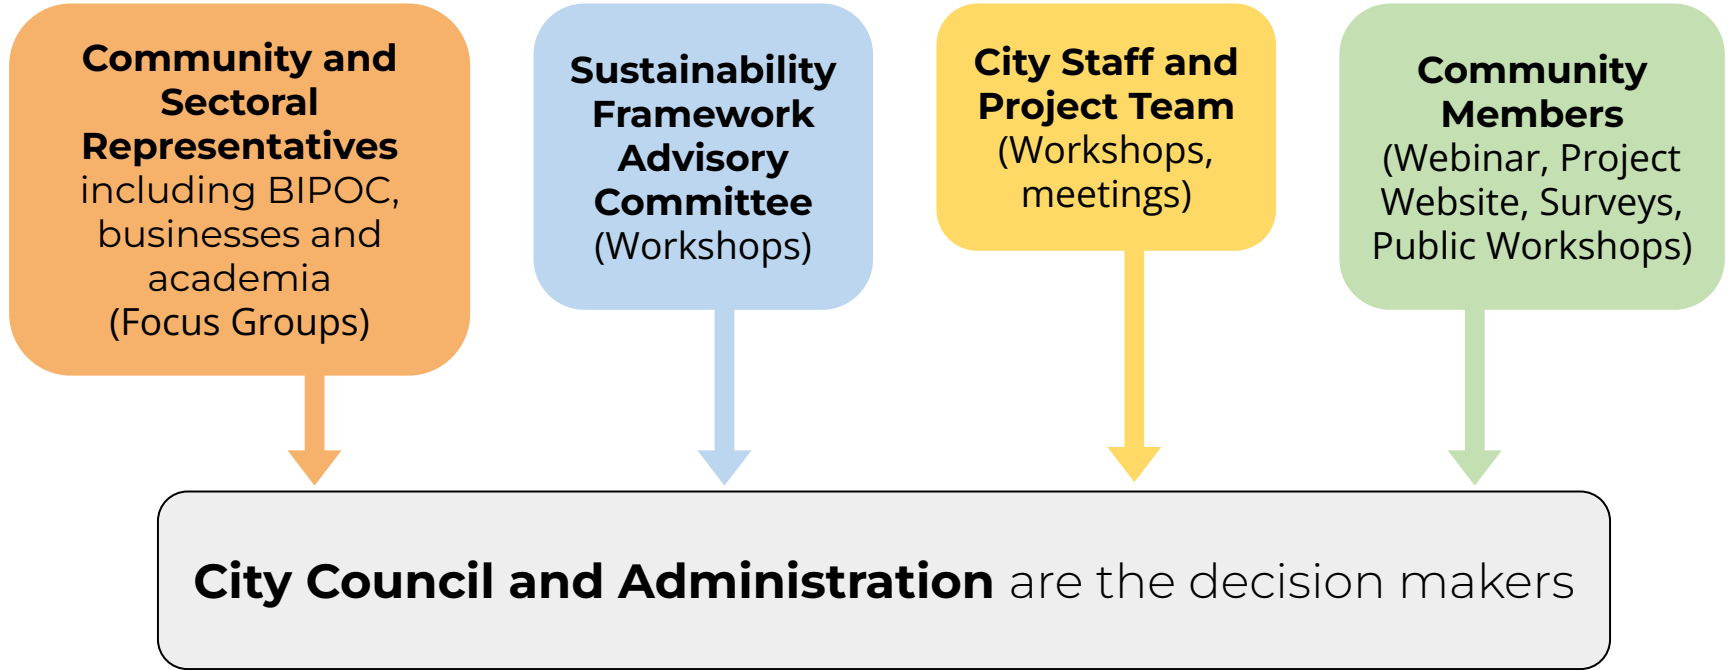 Community and
Sectoral
Representatives
including BIPOC,
businesses and
academia
(Focus Groups)
Sustainability
Framework
Advisory
Committee
(Workshops)
City Staff and
Project Team
(Workshops,
meetings)
Community
Members
(Webinar, Project
Website, Surveys,
Public Workshops)
City Council and Administration are the decision makers